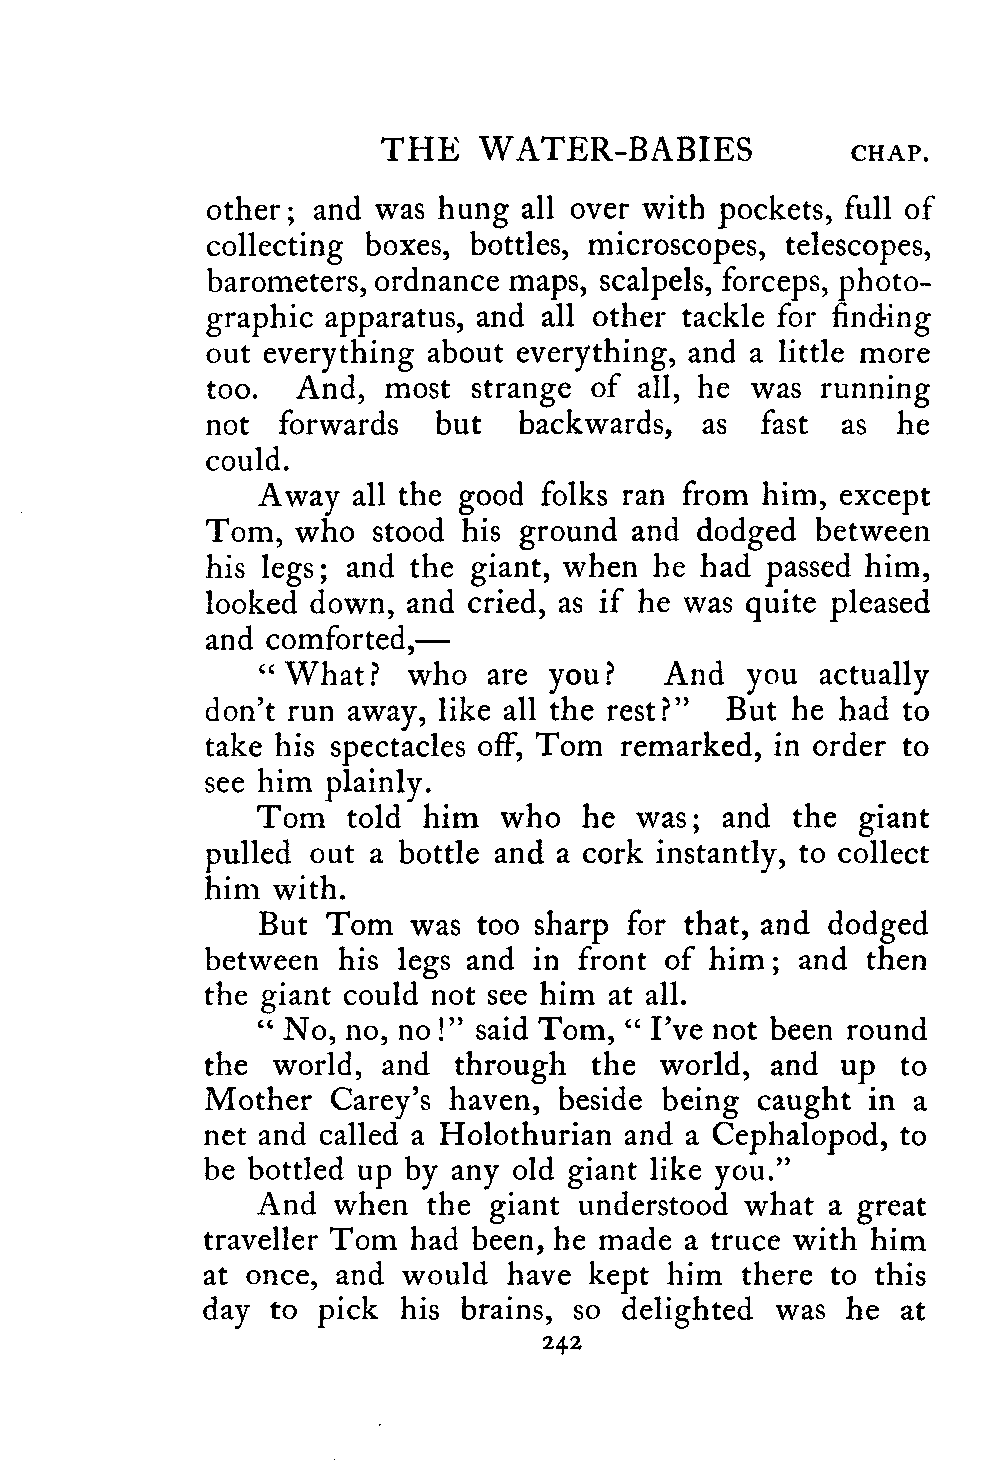 THE WATER-BABIES CHAP.
other; and was hung all over with pockets, full of
collecting boxes, bottles, microscopes, telescopes,
barometers, ordnance maps, scalpels, forceps, photo-
graphic apparatus, and all other tackle for finding
out everything about everything, and a little more
too. And, most strange of all, he was running
not forwards but backwards, as fast as he
could.
Away all the good folks ran from him, except
Tom, who stood his ground and dodged between
his legs; and the giant, when he had passed him,
looked down, and cried, as if he was quite pleased
and comforted,—
“What? who are you? And you actually
don't run away, like all the rest?” But he had to
take his spectacles off, Tom remarked, in order to
see him plainly.
Tom told him who he was; and the giant
pulled out a bottle and a cork instantly, to collect
him with.
But Tom was too sharp for that, and dodged
between his legs and in front of him; and then
the giant could not see him at all.
“No, no, no!” said Tom, “I've not been round
the world, and through the world, and up to
Mother Carey's haven, beside being caught in a
net and called a Holothurian and a Cephalopod, to
be bottled up by any old giant like you.”
And when the giant understood what a great
traveller Tom had been, he made a truce with him
at once, and would have kept him there to this
day to pick his brains, so delighted was he at
242